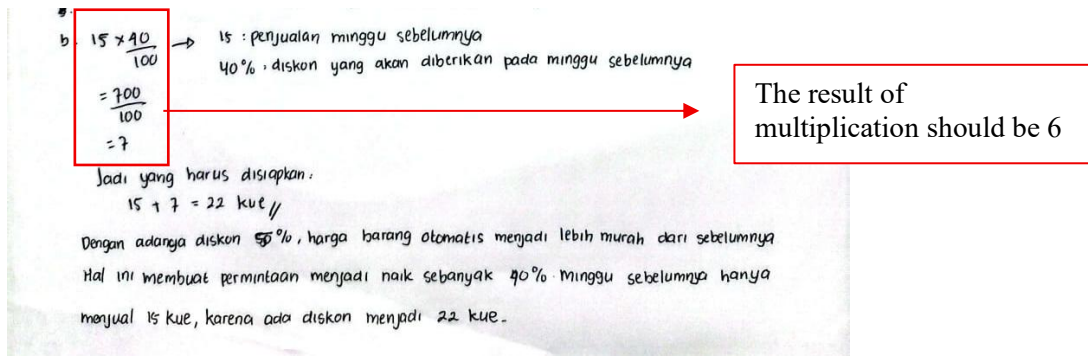 b. 15 × 40/100 → 15 : penjualan minggu sebelumnya
40% : diskon yang akan diberikan pada minggu sebelumnya
= 700/100
= 7
The result of
multiplication should be 6
Jadi yang harus disiapkan :
15 + 7 = 22 kue //
Dengan adanya diskon 50%, harga barang otomatis menjadi lebih murah dari sebelumnya
Hal ini membuat permintaan menjadi naik sebanyak 40%. Minggu sebelumnya hanya
menjual 15 kue, karena ada diskon menjadi 22 kue.